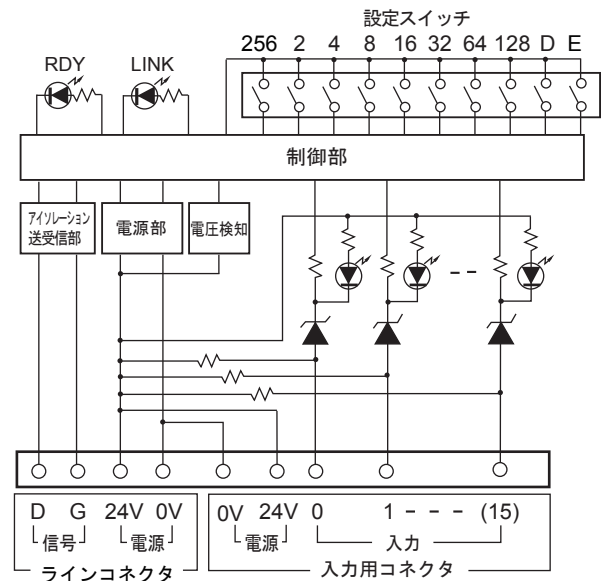 設定スイッチ
256 2 4 8 16 32 64 128 D E
RDY LINK
制御部
アイソレーション
送受信部
電源部
電圧検知
D G 24V 0V
信号 電源
ラインコネクタ
0V 24V 0 1 - - - (15)
電源 入力
入力用コネクタ